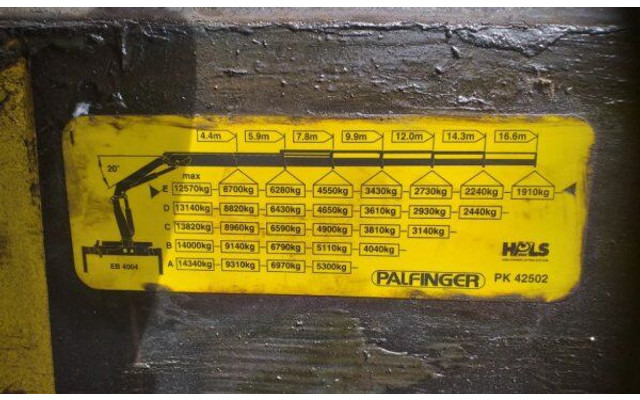 4.4m 5.9m 7.8m 9.9m 12.0m 14.3m 16.6m
20°
max
E 12570kg 8700kg 6280kg 4550kg 3430kg 2730kg 2240kg 1910kg
D 13140kg 8820kg 6430kg 4650kg 3610kg 2930kg 2440kg
C 13820kg 8960kg 6590kg 4900kg 3810kg 3140kg
B 14000kg 9140kg 6790kg 5110kg 4040kg
A 14340kg 9310kg 6970kg 5300kg
EB 4004
HPLS
PALFINGER PK 42502